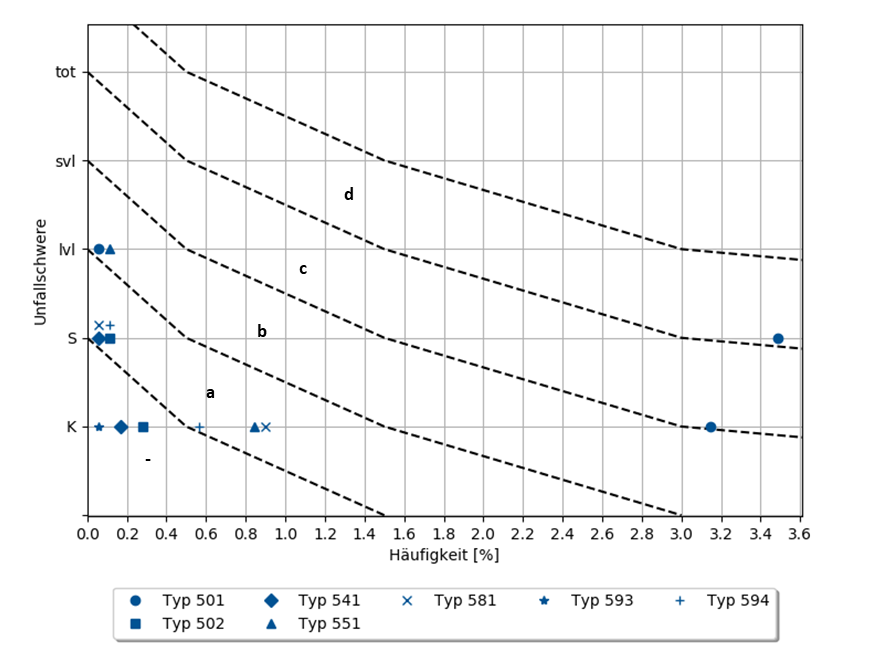 tot
svl
lvl
S
K
Unfallschwere
d
c
b
a
-
0.0 0.2 0.4 0.6 0.8 1.0 1.2 1.4 1.6 1.8 2.0 2.2 2.4 2.6 2.8 3.0 3.2 3.4 3.6
Häufigkeit [%]
Typ 501 Typ 541 Typ 581 Typ 593 Typ 594
Typ 502 Typ 551